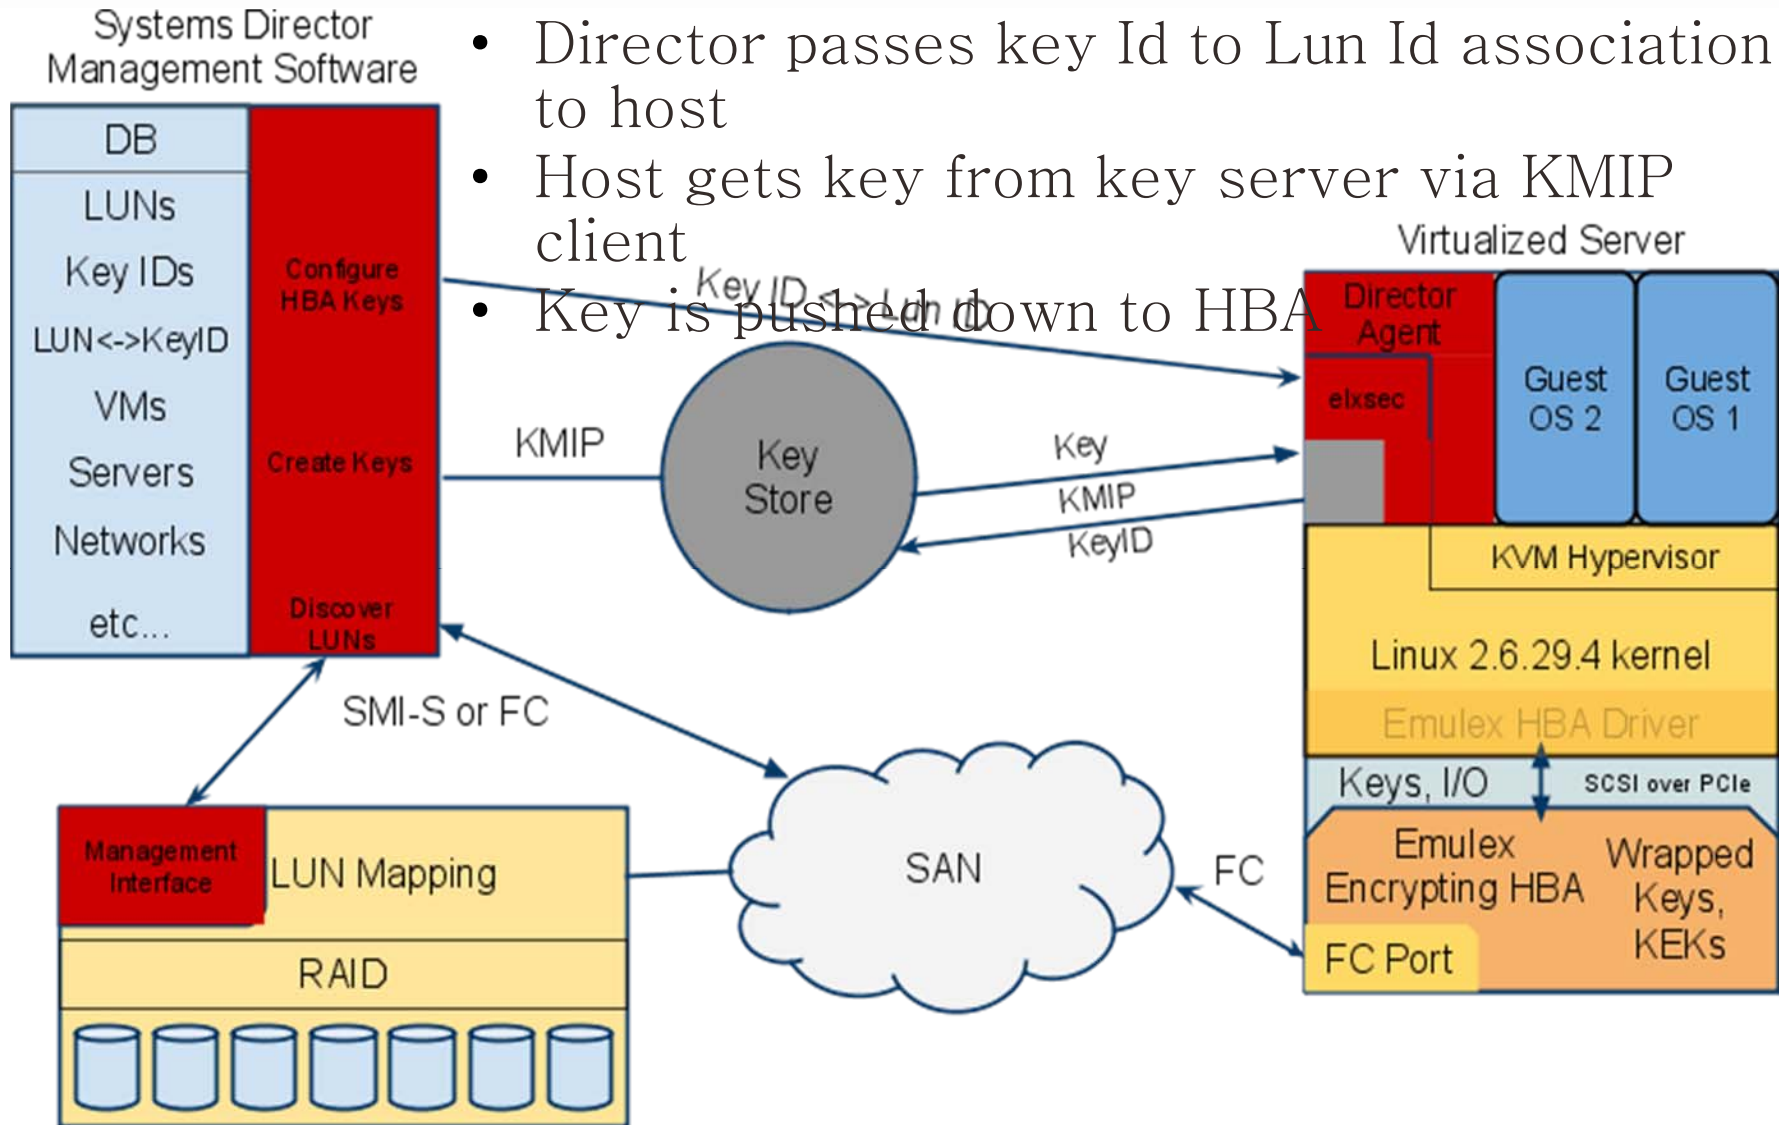 Systems Director
Management Software
• Director passes key Id to Lun Id association
to host
• Host gets key from key server via KMIP
client
• Key is pushed down to HBA
DB
LUNs
Key IDs
LUN<->KeyID
VMs
Servers
Networks
etc...
Configure
HBA Keys
Create Keys
Discover
LUNs
Key ID <-> Lun ID
KMIP
Key
Store
Key
KMIP
KeyID
Virtualized Server
Director
Agent
elxsec
Guest
OS 2
Guest
OS 1
KVM Hypervisor
Linux 2.6.29.4 kernel
Emulex HBA Driver
Keys, I/O
SCSI over PCIe
Emulex
Encrypting HBA
Wrapped
Keys,
KEKs
FC Port
SMI-S or FC
Management
Interface
LUN Mapping
RAID
SAN
FC